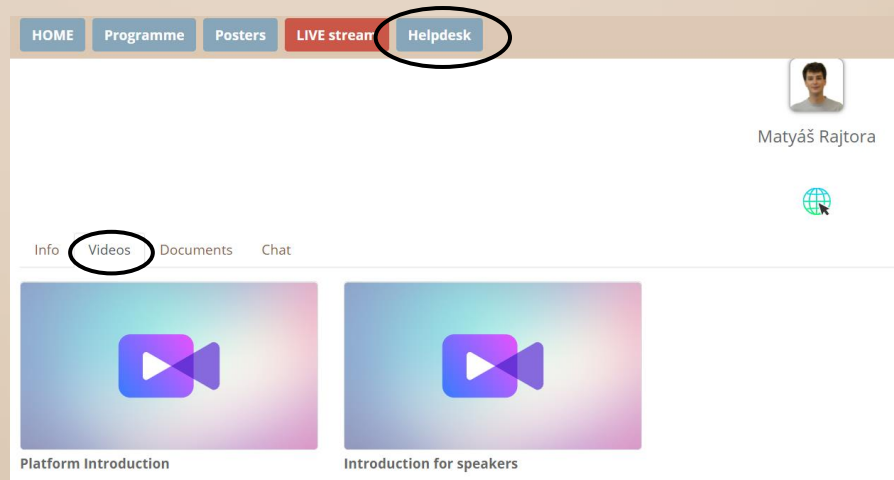 HOME Programme Posters LIVE stream Helpdesk
Matyáš Rajtora
Info Videos Documents Chat
Platform Introduction Introduction for speakers